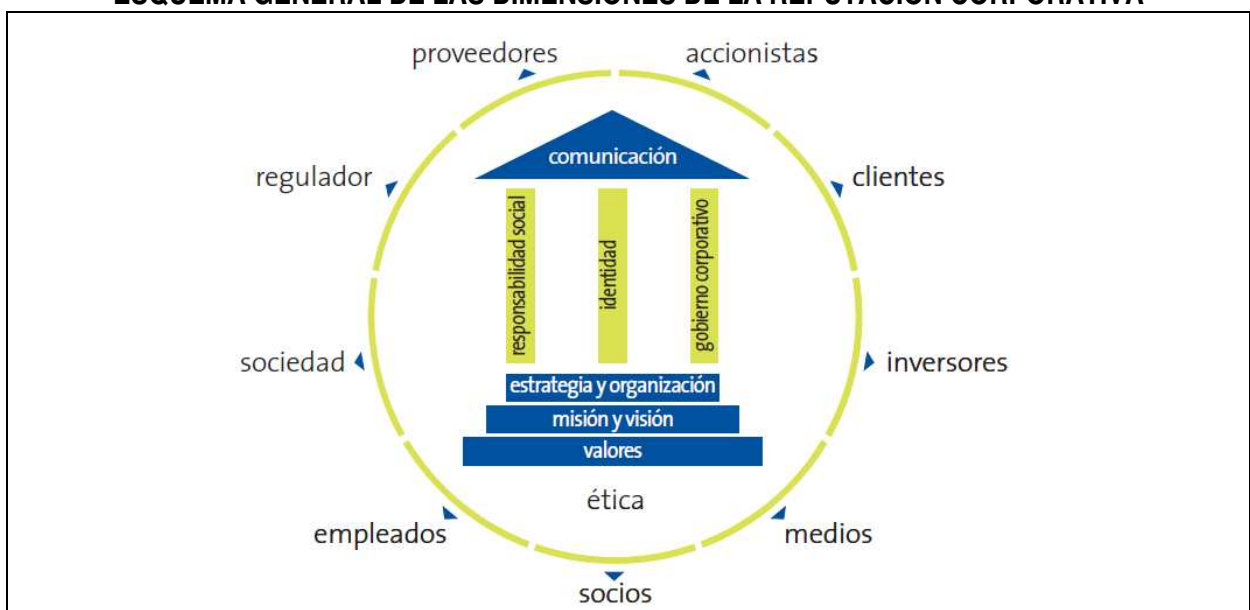 ESQUEMA GENERAL DE LAS DIMENSIONES DE LA REPUTACIÓN CORPORATIVA
proveedores
accionistas
comunicación
regulador
clientes
responsabilidad social
identidad
gobierno corporativo
sociedad
inversores
estrategia y organización
misión y visión
valores
ética
empleados
medios
socios